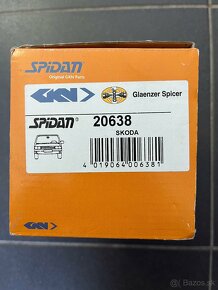 SPIDAN
Original GKN Parts
GKN
Glaenzer Spicer
SPIDAN® 20638
SKODA
4 019064 006381
GKN
bazos.sk